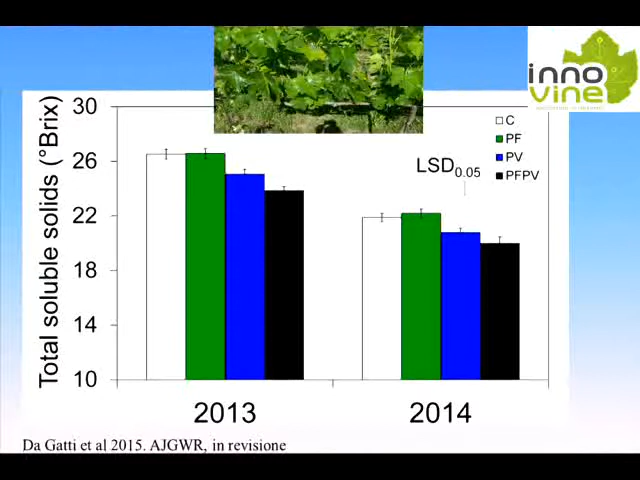 inno
vine
Total soluble solids (°Brix)
30
26
22
18
14
10
C
PF
PV
PFPV
LSD0.05
2013
2014
Da Gatti et al 2015. AJGWR, in revisione